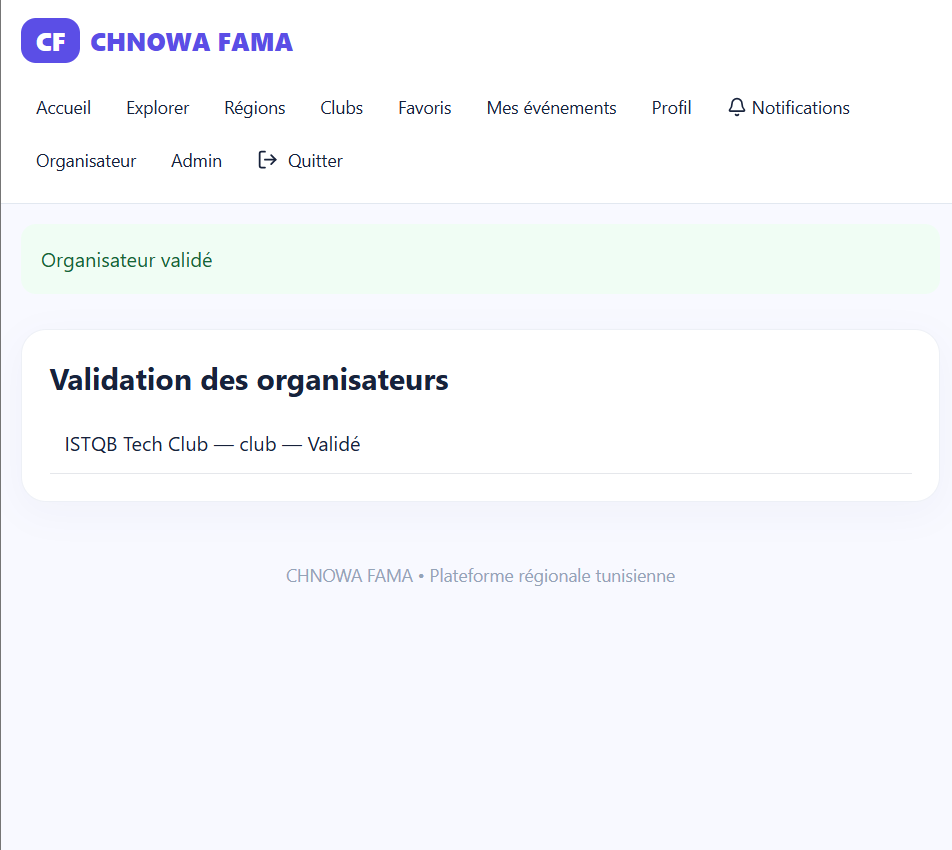 CF CHNOWA FAMA
Accueil Explorer Régions Clubs Favoris Mes événements Profil Notifications
Organisateur Admin Quitter
Organisateur validé
Validation des organisateurs
ISTQB Tech Club — club — Validé
CHNOWA FAMA • Plateforme régionale tunisienne